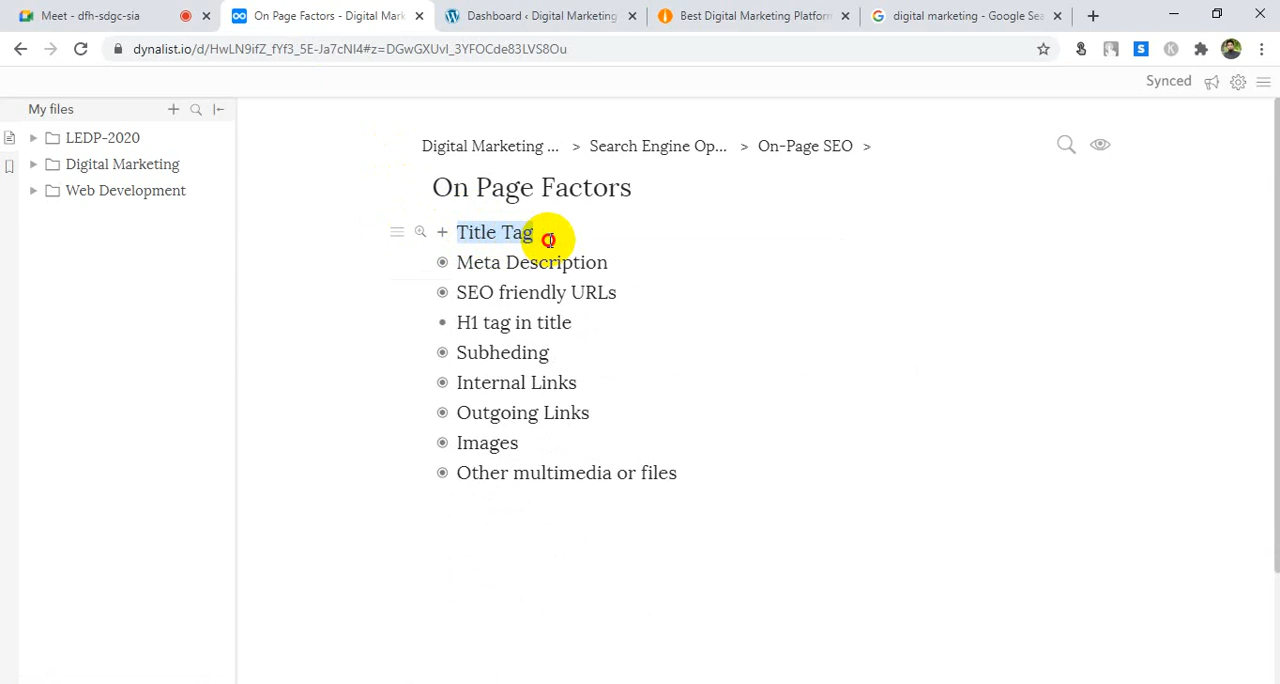 Meet - dfh-sdgc-sia
On Page Factors - Digital Mark
Dashboard ‹ Digital Marketing
Best Digital Marketing Platform
digital marketing - Google Sea
dynalist.io/d/HwLN9ifZ_fYf3_5E-Ja7cNI4#z=DGwGXUvl_3YFOCde83LVS8Ou
Synced
My files
LEDP-2020
Digital Marketing
Web Development
Digital Marketing ... > Search Engine Op... > On-Page SEO >
On Page Factors
Title Tag
Meta Description
SEO friendly URLs
H1 tag in title
Subheding
Internal Links
Outgoing Links
Images
Other multimedia or files